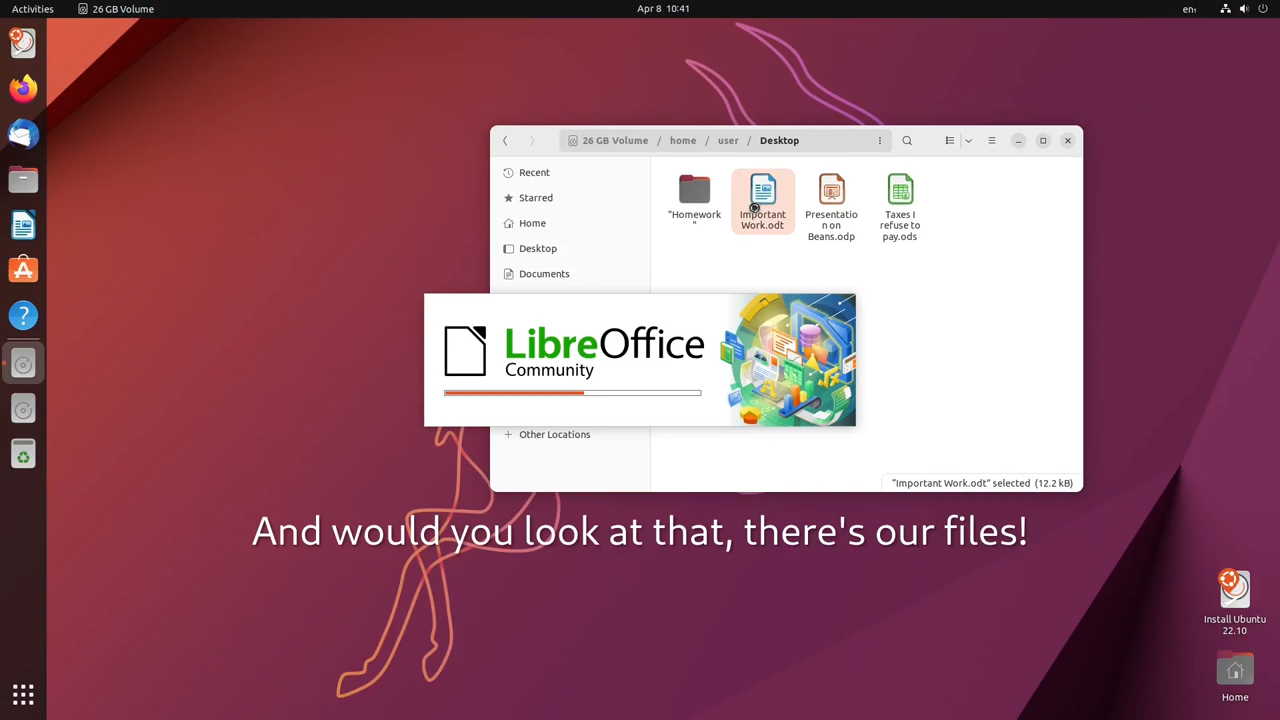 Activities
26 GB Volume
Apr 8 10:41
en₁
26 GB Volume / home / user / Desktop
Recent
Starred
Home
Desktop
Documents
Other Locations
"Homework
"
Important
Work.odt
Presentatio
n on
Beans.odp
Taxes I
refuse to
pay.ods
LibreOffice
Community
"Important Work.odt" selected (12.2 kB)
And would you look at that, there's our files!
Install Ubuntu
22.10
Home